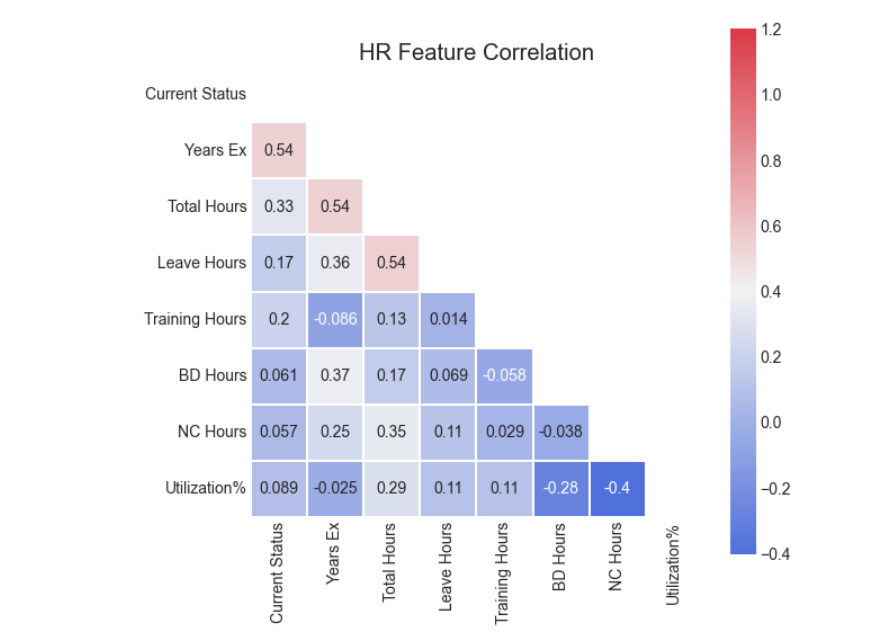 HR Feature Correlation
Current Status
Years Ex 0.54
Total Hours 0.33 0.54
Leave Hours 0.17 0.36 0.54
Training Hours 0.2 -0.086 0.13 0.014
BD Hours 0.061 0.37 0.17 0.069 -0.058
NC Hours 0.057 0.25 0.35 0.11 0.029 -0.038
Utilization% 0.089 -0.025 0.29 0.11 0.11 -0.28 -0.4
Current Status
Years Ex
Total Hours
Leave Hours
Training Hours
BD Hours
NC Hours
Utilization%
1.2
1.0
0.8
0.6
0.4
0.2
0.0
−0.2
−0.4